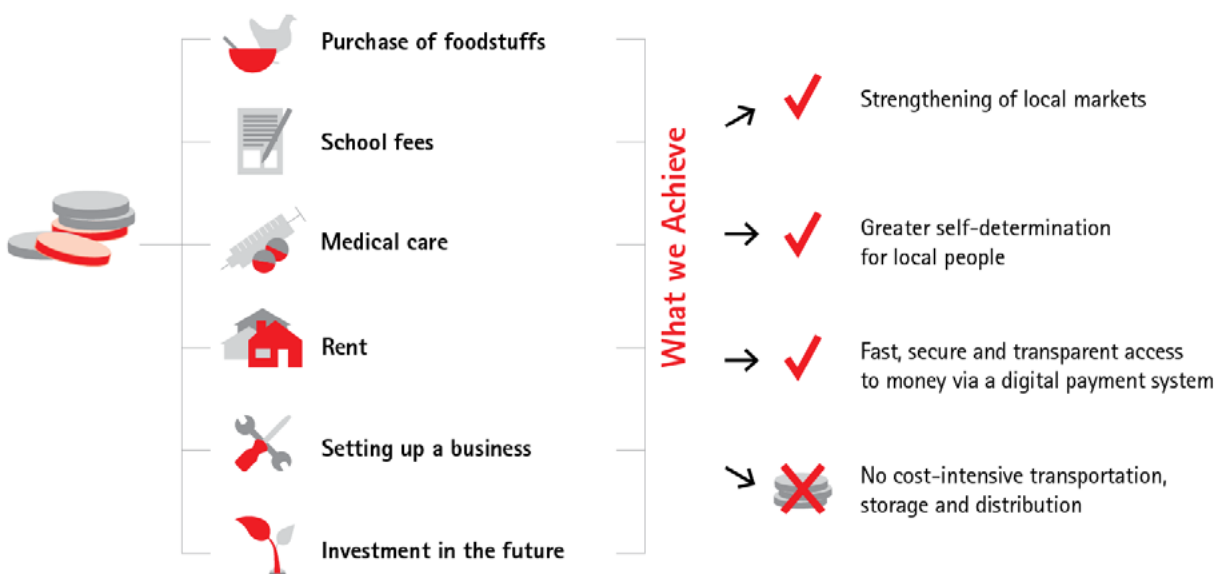 Purchase of foodstuffs
School fees
Medical care
Rent
Setting up a business
Investment in the future
What we Achieve
Strengthening of local markets
Greater self-determination
for local people
Fast, secure and transparent access
to money via a digital payment system
No cost-intensive transportation,
storage and distribution